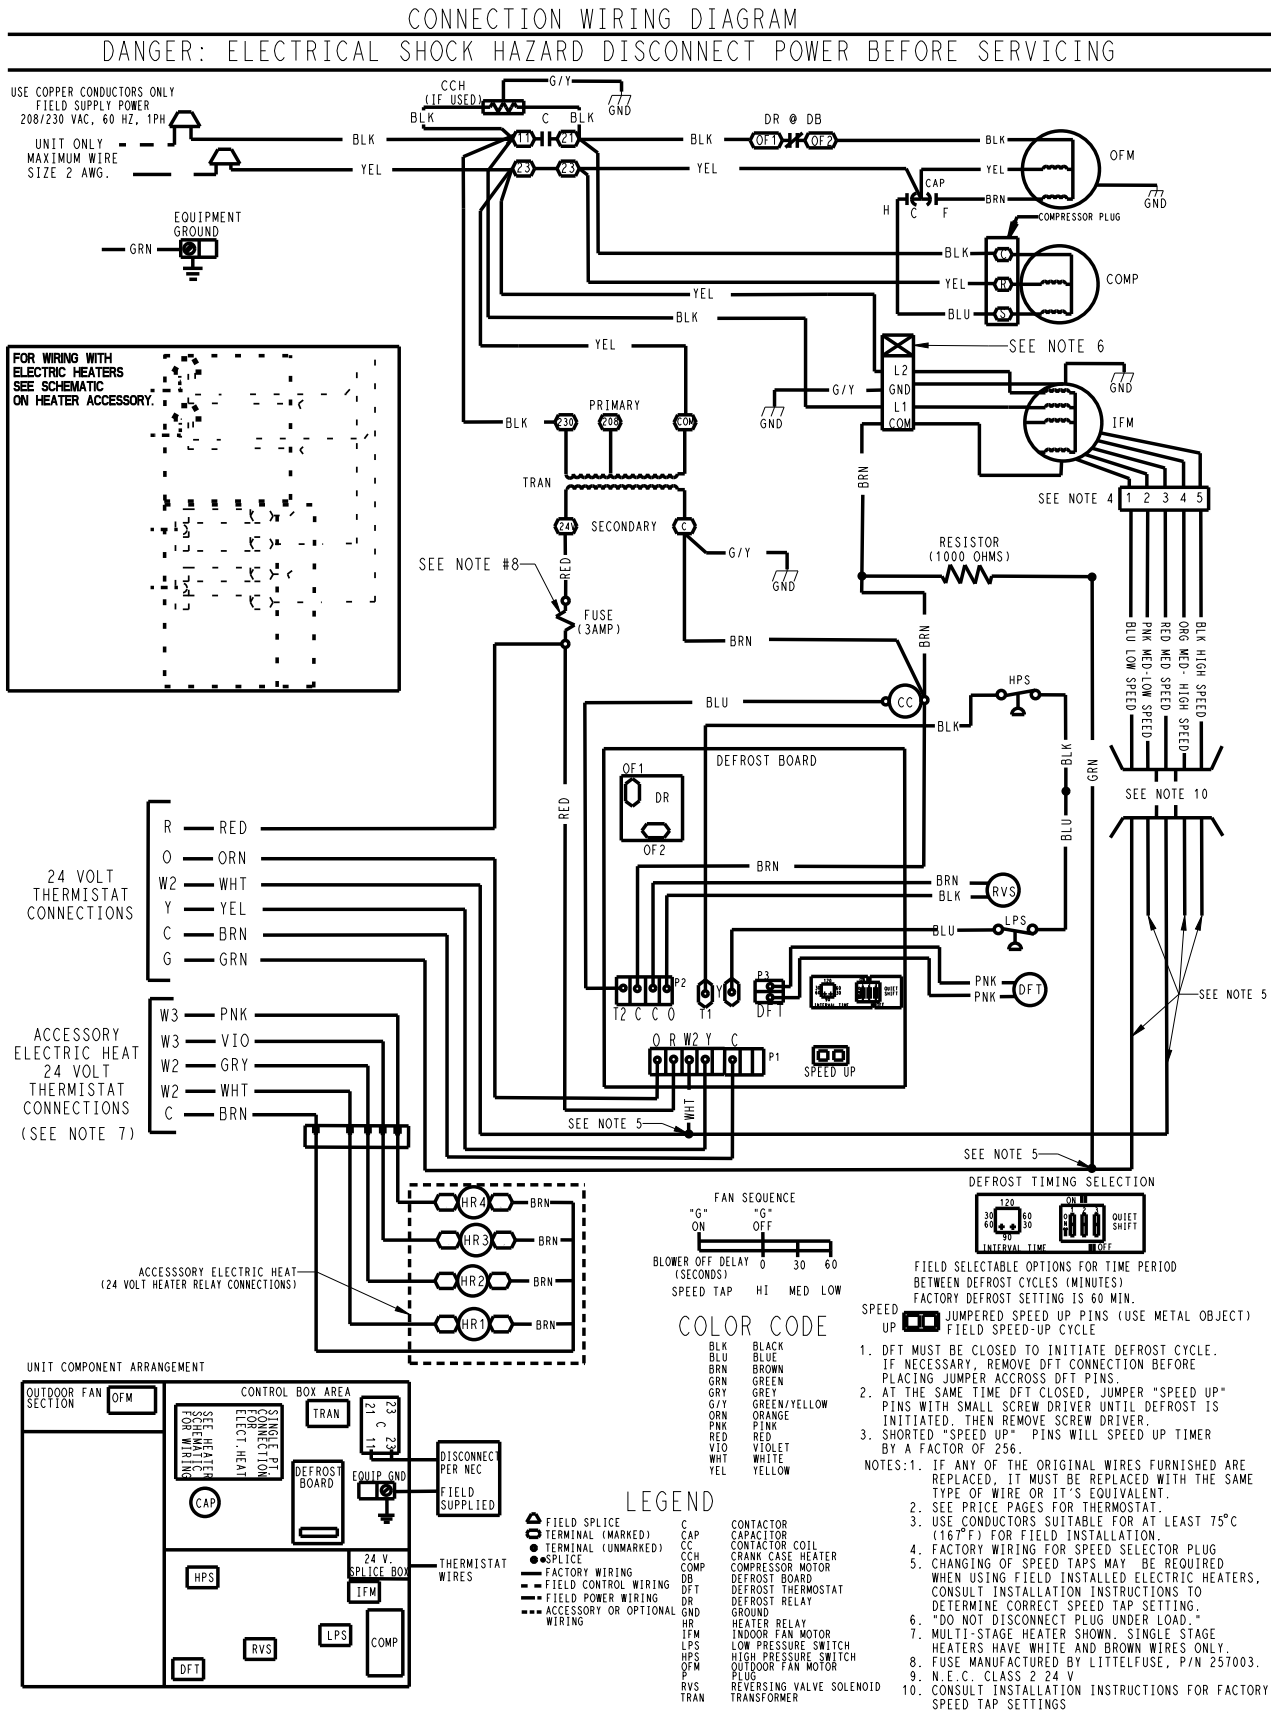 CONNECTION WIRING DIAGRAM
DANGER: ELECTRICAL SHOCK HAZARD DISCONNECT POWER BEFORE SERVICING
USE COPPER CONDUCTORS ONLY
FIELD SUPPLY POWER
208/230 VAC, 60 HZ, 1PH
UNIT ONLY
MAXIMUM WIRE
SIZE 2 AWG.
EQUIPMENT
GROUND
GRN
CCH
(IF USED)
G/Y
GND
BLK
C
BLK
BLK
11
21
BLK
DR @ DB
OF1
OF2
BLK
OFM
YEL
23
23
YEL
YEL
CAP
H
C
F
BRN
GND
COMPRESSOR PLUG
BLK
C
YEL
R
COMP
BLU
S
YEL
BLK
YEL
SEE NOTE 6
L2
GND
L1
COM
G/Y
GND
GND
IFM
FOR WIRING WITH
ELECTRIC HEATERS
SEE SCHEMATIC
ON HEATER ACCESSORY.
BLK
230
PRIMARY
208
COM
TRAN
24V
SECONDARY
C
G/Y
GND
BRN
SEE NOTE 4
1 2 3 4 5
RESISTOR
(1000 OHMS)
SEE NOTE #8
RED
FUSE
(3AMP)
BRN
BRN
BLU LOW SPEED
PNK MED-LOW SPEED
RED MED SPEED
ORG MED- HIGH SPEED
BLK HIGH SPEED
HPS
BLU
CC
BLK
BLK
GRN
DEFROST BOARD
OF1
DR
OF2
RED
BLU
SEE NOTE 10
BRN
BRN
BLK
RVS
BLU
LPS
P2
T2 C C O
T1
Y
P3
DFT
120
30
60
60
30
INTERVAL TIME
QUIET
SHIFT
OFF
PNK
PNK
DFT
SEE NOTE 5
O R W2 Y C
P1
SPEED UP
WHT
SEE NOTE 5
SEE NOTE 5
24 VOLT
THERMOSTAT
CONNECTIONS
R RED
O ORN
W2 WHT
Y YEL
C BRN
G GRN
ACCESSORY
ELECTRIC HEAT
24 VOLT
THERMOSTAT
CONNECTIONS
(SEE NOTE 7)
W3 PNK
W3 VIO
W2 GRY
W2 WHT
C BRN
HR4 BRN
HR3 BRN
HR2 BRN
HR1 BRN
ACCESSSORY ELECTRIC HEAT
(24 VOLT HEATER RELAY CONNECTIONS)
FAN SEQUENCE
"G"
ON
"G"
OFF
BLOWER OFF DELAY
(SECONDS)
0 30 60
SPEED TAP HI MED LOW
DEFROST TIMING SELECTION
120
30
60
60
30
90
INTERVAL TIME
ON
1 2 3
OFF
QUIET
SHIFT
FIELD SELECTABLE OPTIONS FOR TIME PERIOD
BETWEEN DEFROST CYCLES (MINUTES)
FACTORY DEFROST SETTING IS 60 MIN.
SPEED
UP
JUMPERED SPEED UP PINS (USE METAL OBJECT)
FIELD SPEED-UP CYCLE
1. DFT MUST BE CLOSED TO INITIATE DEFROST CYCLE.
IF NECESSARY, REMOVE DFT CONNECTION BEFORE
PLACING JUMPER ACCROSS DFT PINS.
2. AT THE SAME TIME DFT CLOSED, JUMPER "SPEED UP"
PINS WITH SMALL SCREW DRIVER UNTIL DEFROST IS
INITIATED. THEN REMOVE SCREW DRIVER.
3. SHORTED "SPEED UP" PINS WILL SPEED UP TIMER
BY A FACTOR OF 256.
NOTES:1. IF ANY OF THE ORIGINAL WIRES FURNISHED ARE
REPLACED, IT MUST BE REPLACED WITH THE SAME
TYPE OF WIRE OR IT'S EQUIVALENT.
2. SEE PRICE PAGES FOR THERMOSTAT.
3. USE CONDUCTORS SUITABLE FOR AT LEAST 75°C
(167°F) FOR FIELD INSTALLATION.
4. FACTORY WIRING FOR SPEED SELECTOR PLUG
5. CHANGING OF SPEED TAPS MAY BE REQUIRED
WHEN USING FIELD INSTALLED ELECTRIC HEATERS,
CONSULT INSTALLATION INSTRUCTIONS TO
DETERMINE CORRECT SPEED TAP SETTING.
6. "DO NOT DISCONNECT PLUG UNDER LOAD."
7. MULTI-STAGE HEATER SHOWN. SINGLE STAGE
HEATERS HAVE WHITE AND BROWN WIRES ONLY.
8. FUSE MANUFACTURED BY LITTELFUSE, P/N 257003.
9. N.E.C. CLASS 2 24 V
10. CONSULT INSTALLATION INSTRUCTIONS FOR FACTORY
SPEED TAP SETTINGS
COLOR CODE
BLK BLACK
BLU BLUE
BRN BROWN
GRN GREEN
GRY GREY
G/Y GREEN/YELLOW
ORN ORANGE
PNK PINK
RED RED
VIO VIOLET
WHT WHITE
YEL YELLOW
LEGEND
FIELD SPLICE
TERMINAL (MARKED)
TERMINAL (UNMARKED)
SPLICE
FACTORY WIRING
FIELD CONTROL WIRING
FIELD POWER WIRING
ACCESSORY OR OPTIONAL
WIRING
C CONTACTOR
CAP CAPACITOR
CC CONTACTOR COIL
CCH CRANK CASE HEATER
COMP COMPRESSOR MOTOR
DB DEFROST BOARD
DFT DEFROST THERMOSTAT
DR DEFROST RELAY
GND GROUND
HR HEATER RELAY
IFM INDOOR FAN MOTOR
LPS LOW PRESSURE SWITCH
HPS HIGH PRESSURE SWITCH
OFM OUTDOOR FAN MOTOR
P PLUG
RVS REVERSING VALVE SOLENOID
TRAN TRANSFORMER
UNIT COMPONENT ARRANGEMENT
OUTDOOR FAN
SECTION
OFM
CONTROL BOX AREA
SINGLE PT.
CONNECTION
FOR
ELECT.HEAT
SEE HEATER
SCHEMATIC
FOR WIRING
TRAN
23
21
C
11
23
DISCONNECT
PER NEC
DEFROST
BOARD
EQUIP GND
FIELD
SUPPLIED
CAP
24 V.
SPLICE BOX
THERMOSTAT
WIRES
HPS
IFM
LPS
COMP
RVS
DFT